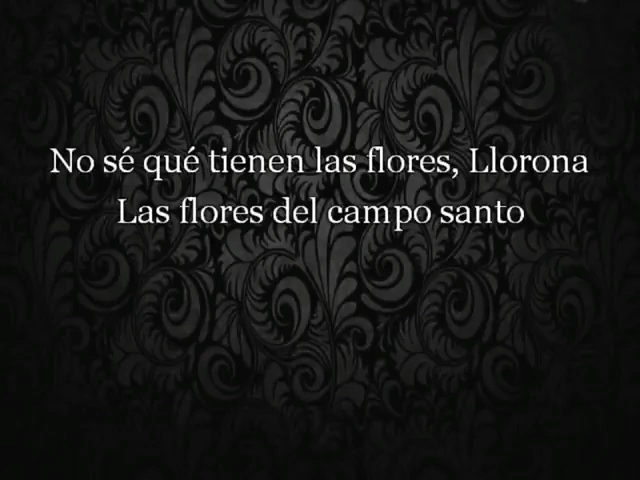 No sé qué tienen las flores, Llorona
Las flores del campo santo